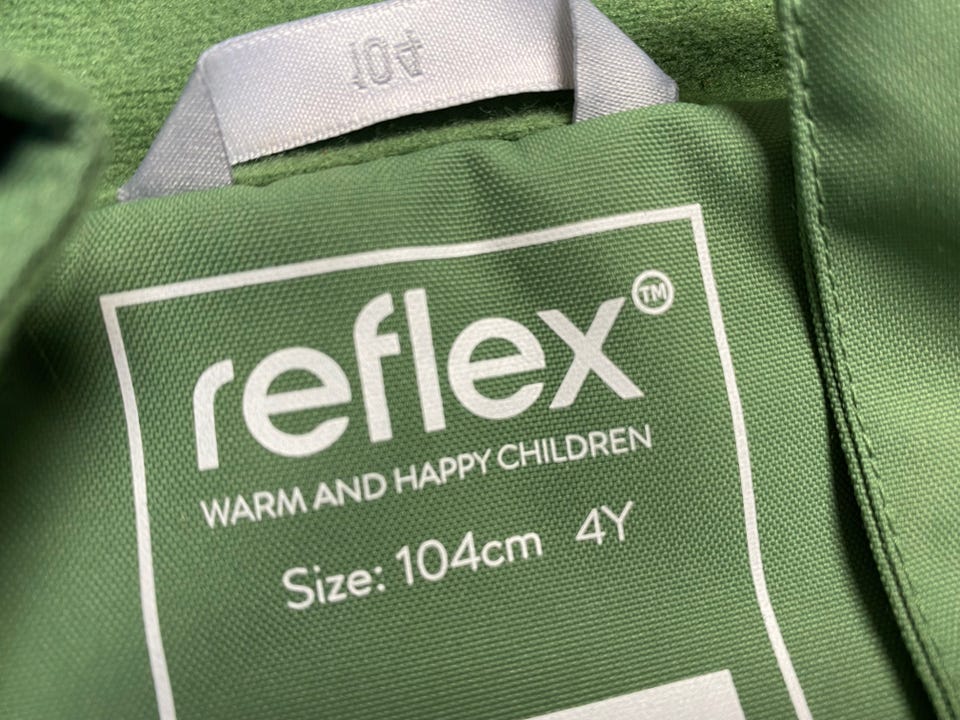 104
reflex™
WARM AND HAPPY CHILDREN
Size: 104cm 4Y